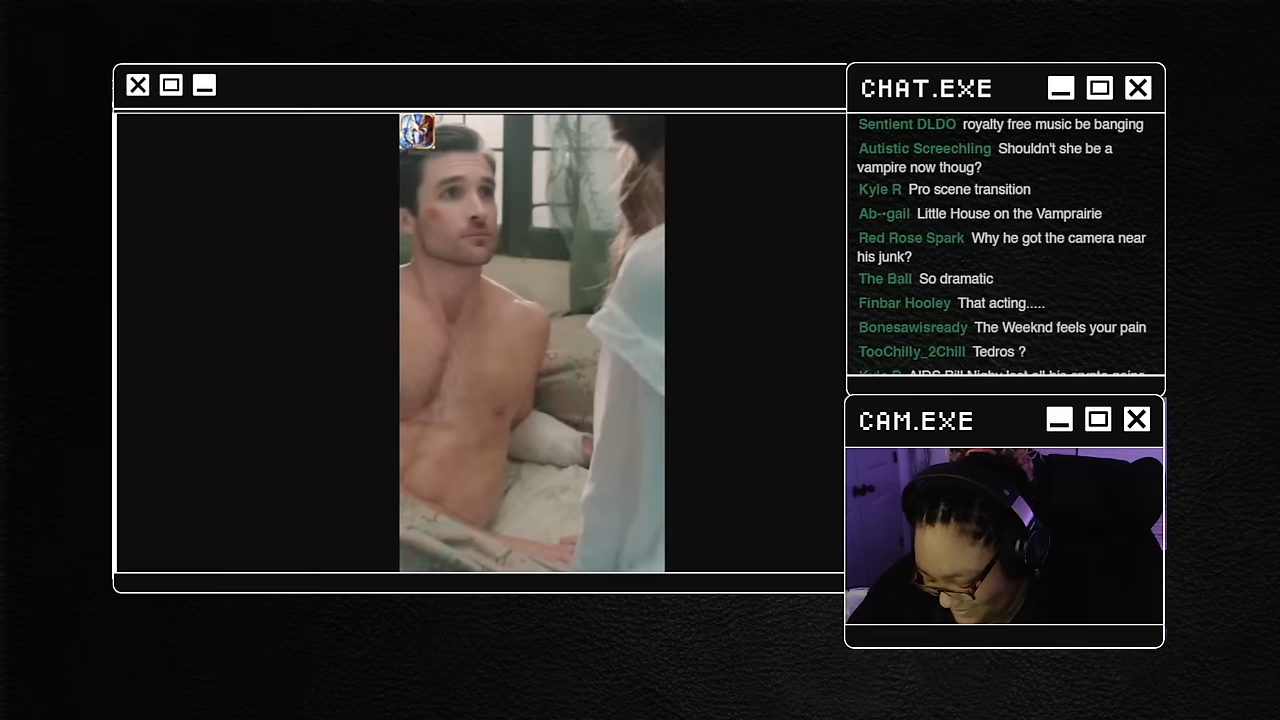 CHAT.EXE
Sentient DLDO royalty free music be banging
Autistic Screechling Shouldn't she be a
vampire now thoug?
Kyle R Pro scene transition
Ab-•gail Little House on the Vamprairie
Red Rose Spark Why he got the camera near
his junk?
The Ball So dramatic
Finbar Hooley That acting.....
Bonesawisready The Weeknd feels your pain
TooChilly_2Chill Tedros ?
CAM.EXE